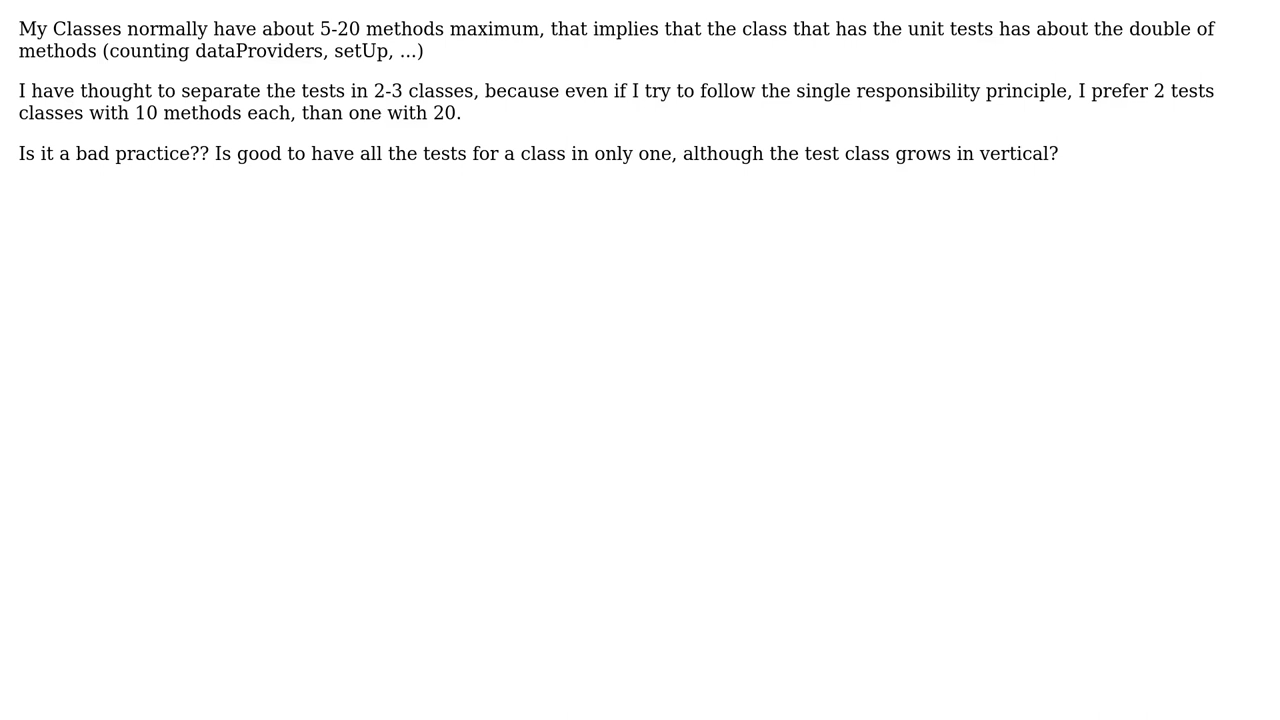 My Classes normally have about 5-20 methods maximum, that implies that the class that has the unit tests has about the double of
methods (counting dataProviders, setUp, ...)
I have thought to separate the tests in 2-3 classes, because even if I try to follow the single responsibility principle, I prefer 2 tests
classes with 10 methods each, than one with 20.
Is it a bad practice?? Is good to have all the tests for a class in only one, although the test class grows in vertical?